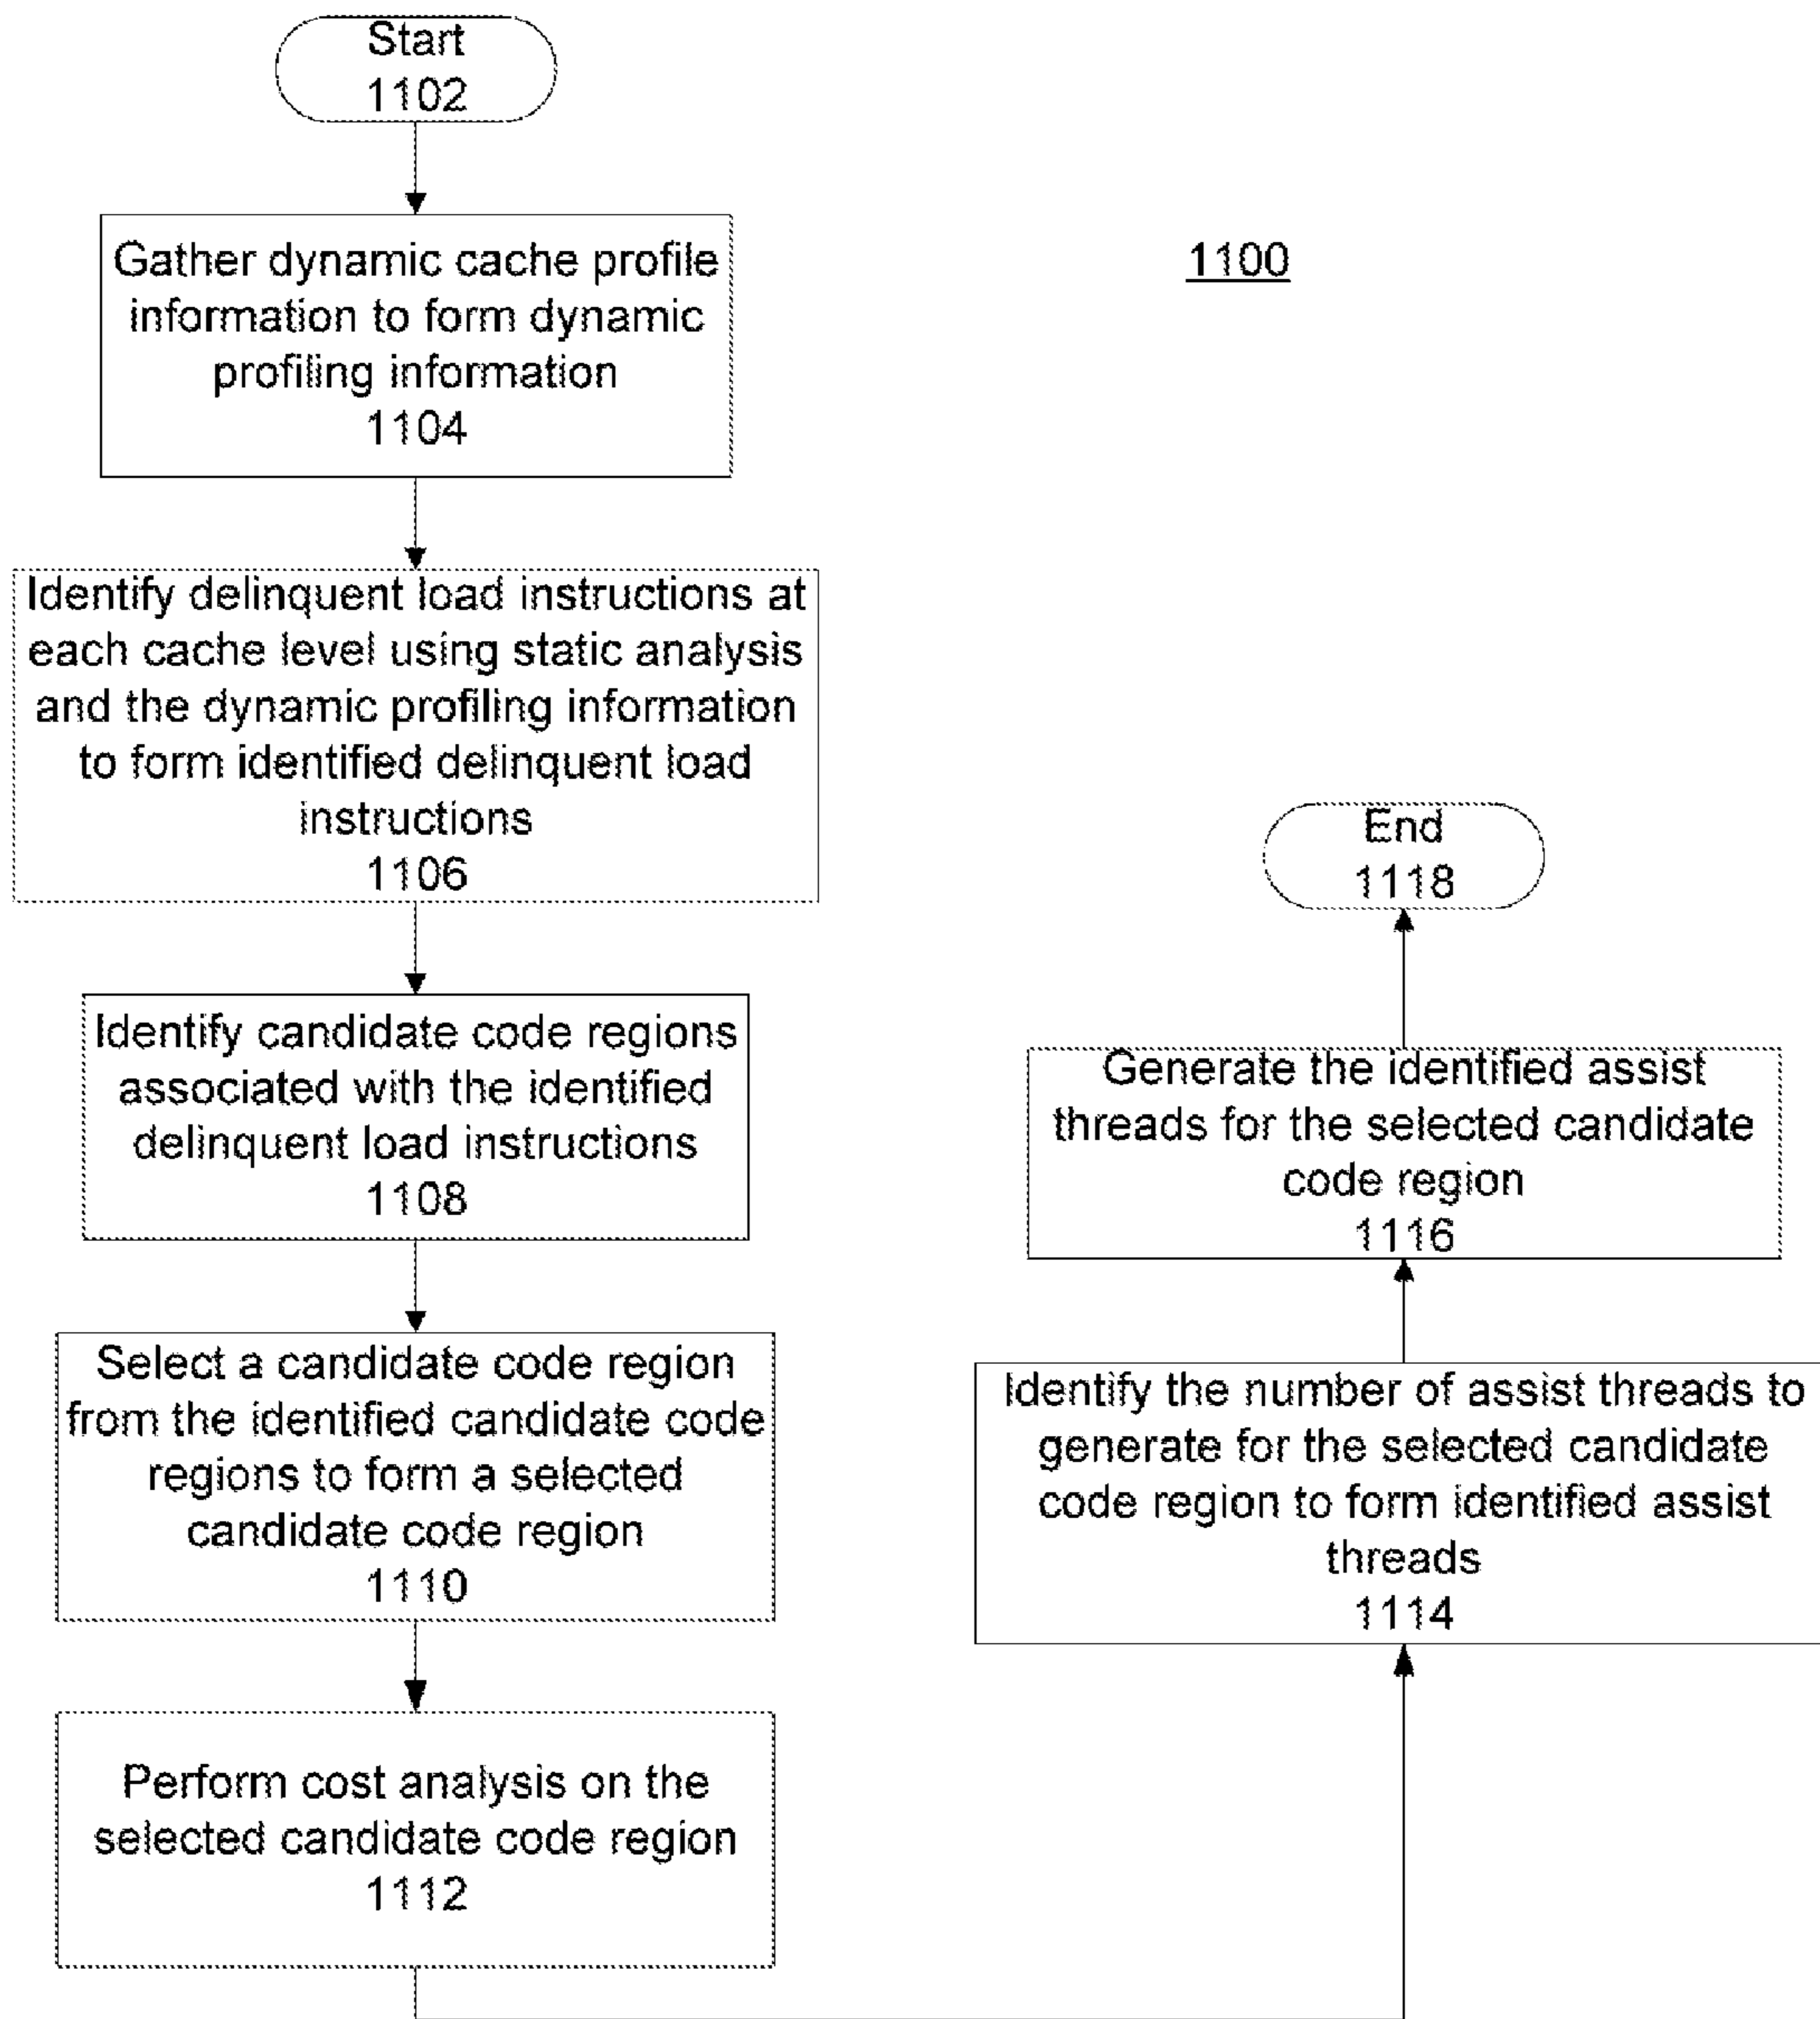 Start
1102
Gather dynamic cache profile
information to form dynamic
profiling information
1104
Identify delinquent load instructions at
each cache level using static analysis
and the dynamic profiling information
to form identified delinquent load
instructions
1106
Identify candidate code regions
associated with the identified
delinquent load instructions
1108
Select a candidate code region
from the identified candidate code
regions to form a selected
candidate code region
1110
Perform cost analysis on the
selected candidate code region
1112
1100
End
1118
Generate the identified assist
threads for the selected candidate
code region
1116
Identify the number of assist threads to
generate for the selected candidate
code region to form identified assist
threads
1114